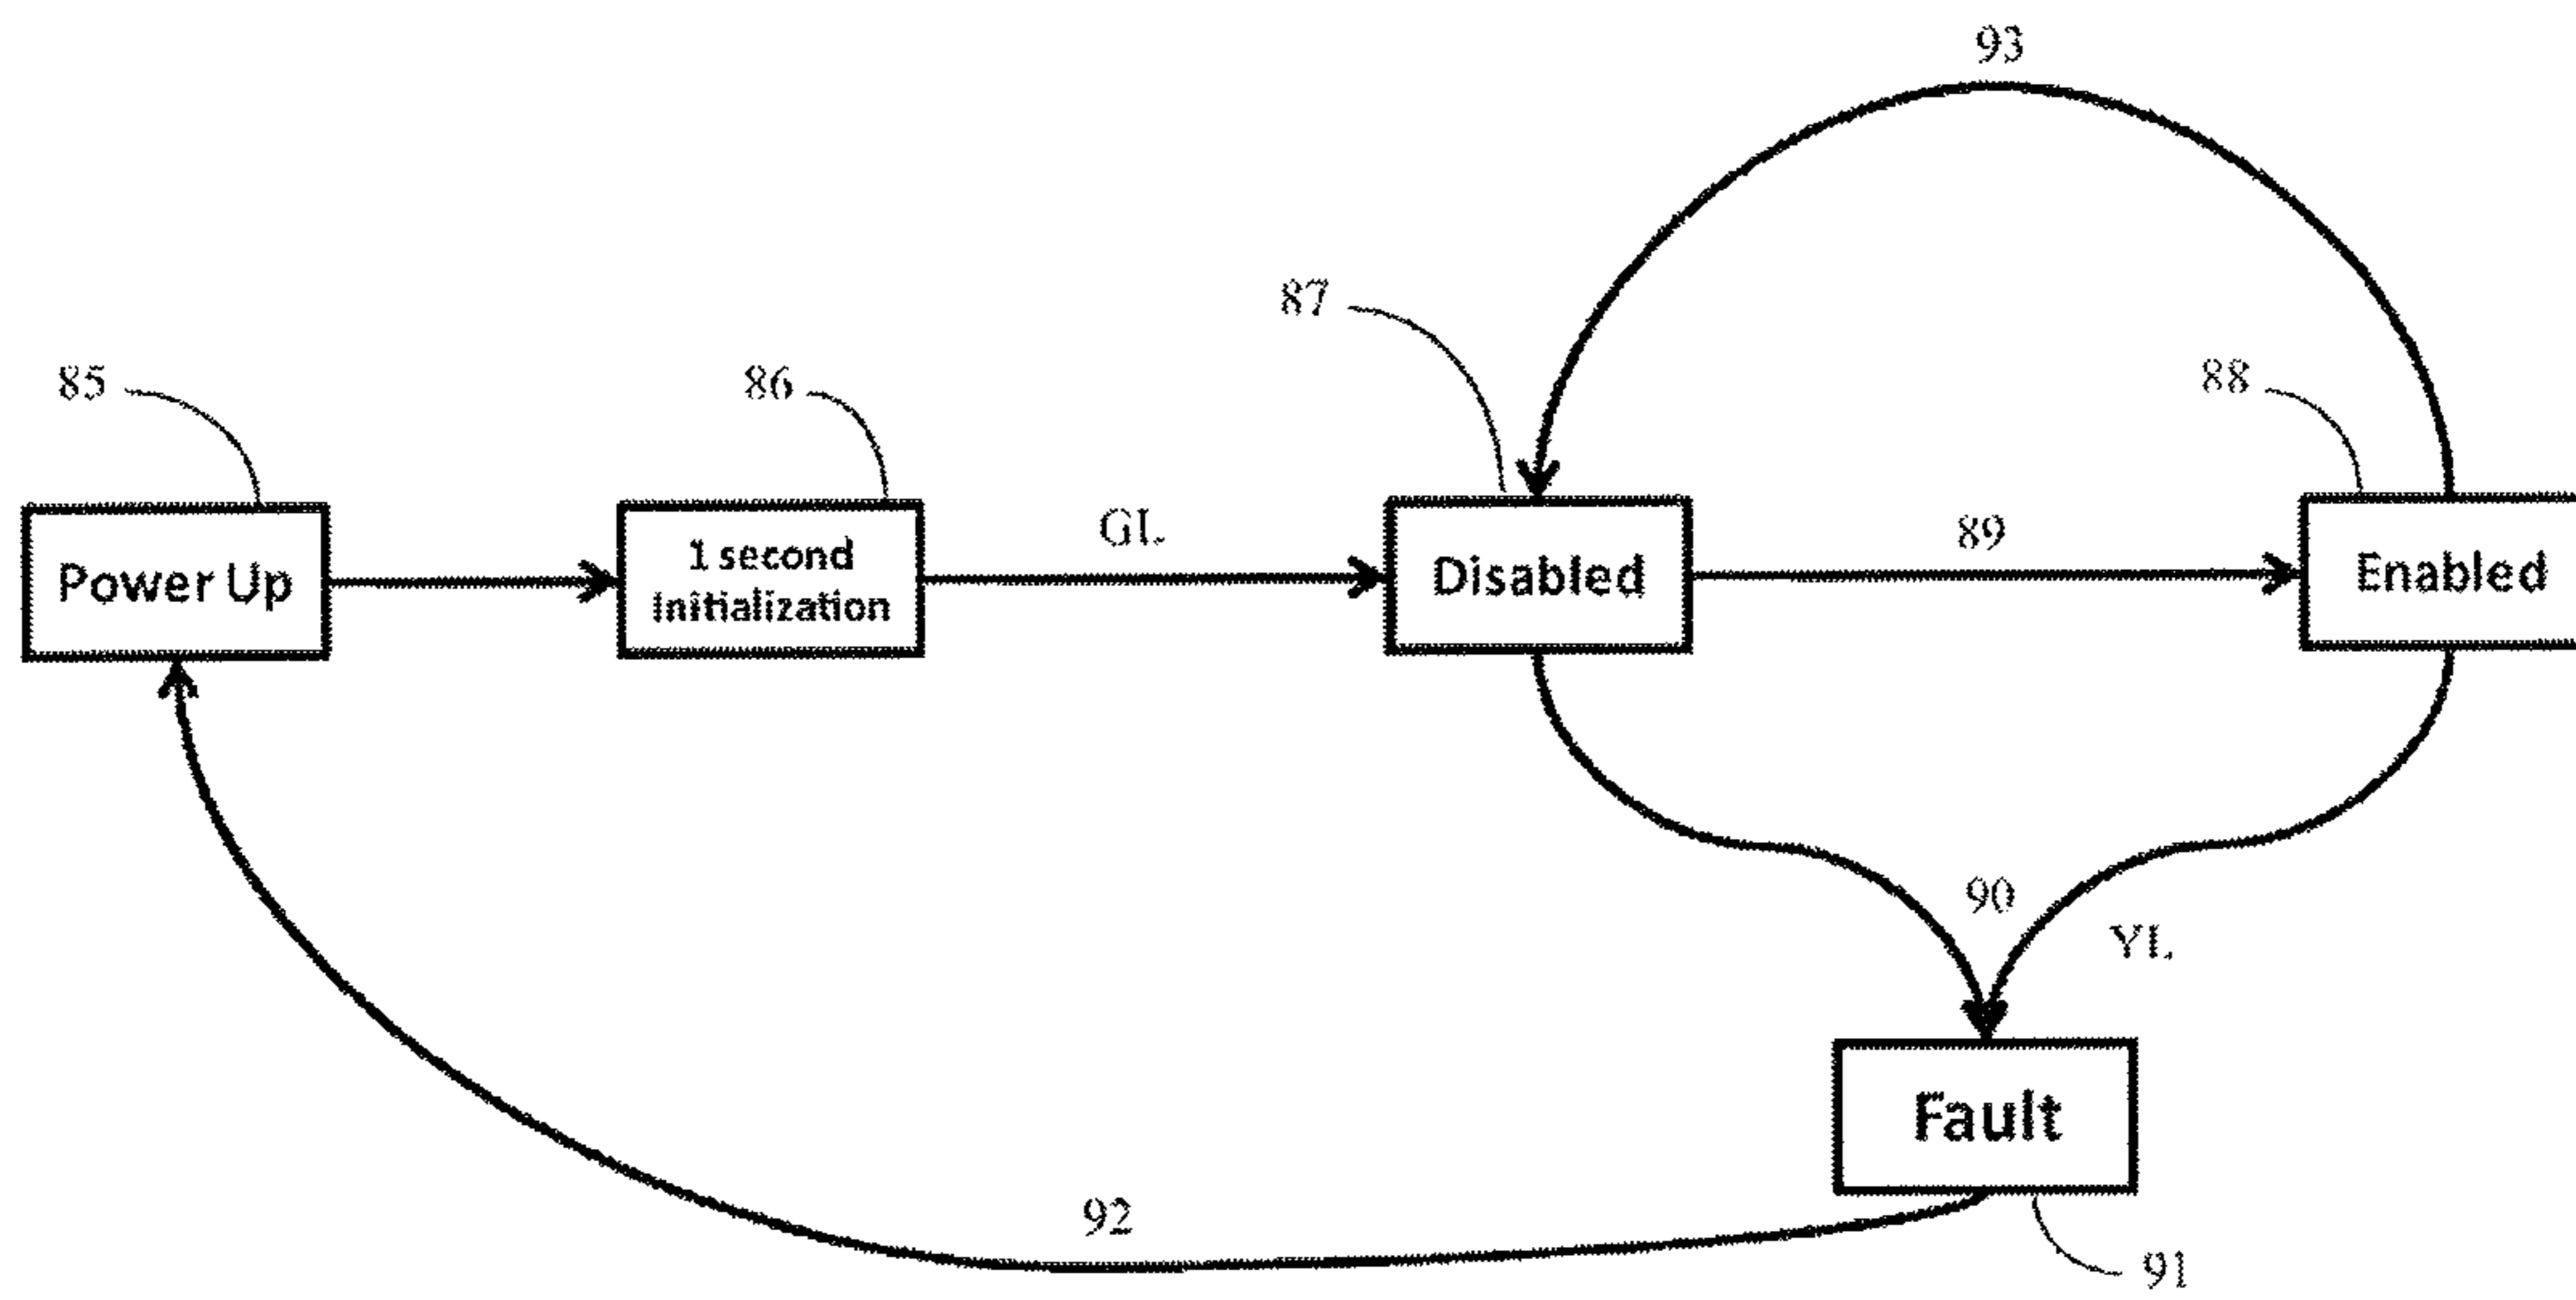 93
87
85
86
88
Power Up
1 second
Initialization
GL
Disabled
89
Enabled
90
YL
Fault
92
91